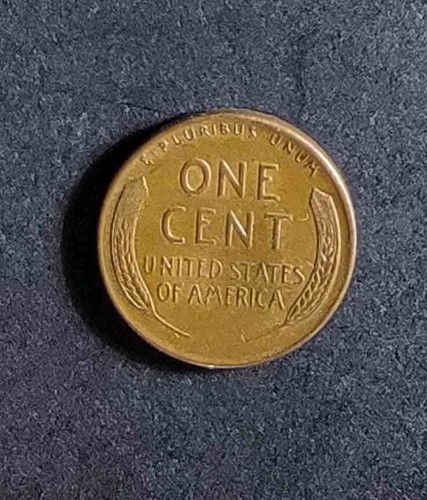 E PLURIBUS UNUM
ONE
CENT
UNITED STATES
OF AMERICA